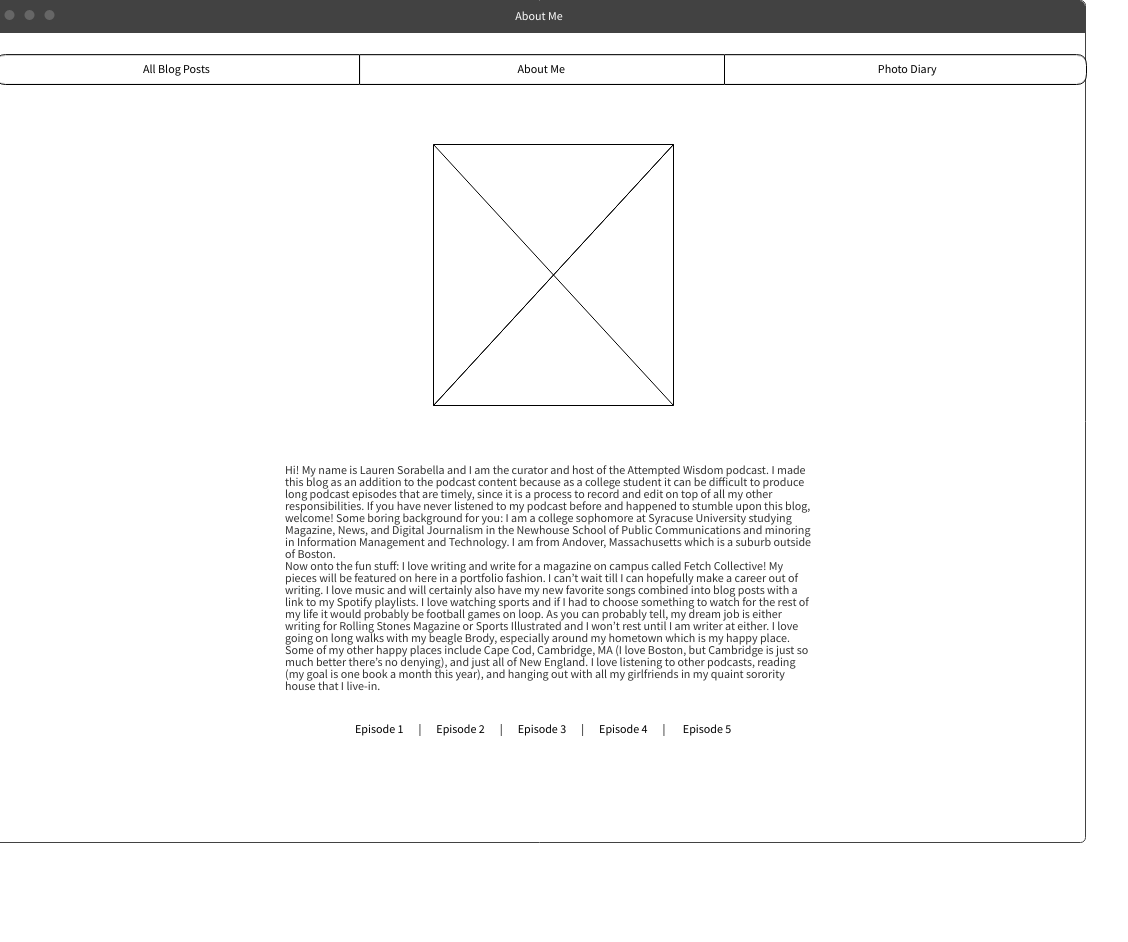 About Me
All Blog Posts
About Me
Photo Diary
Hi! My name is Lauren Sorabella and I am the curator and host of the Attempted Wisdom podcast. I made
this blog as an addition to the podcast content because as a college student it can be difficult to produce
long podcast episodes that are timely, since it is a process to record and edit on top of all my other
responsibilities. If you have never listened to my podcast before and happened to stumble upon this blog,
welcome! Some boring background for you: I am a college sophomore at Syracuse University studying
Magazine, News, and Digital Journalism in the Newhouse School of Public Communications and minoring
in Information Management and Technology. I am from Andover, Massachusetts which is a suburb outside
of Boston.
Now onto the fun stuff: I love writing and write for a magazine on campus called Fetch Collective! My
pieces will be featured on here in a portfolio fashion. I can’t wait till I can hopefully make a career out of
writing. I love music and will certainly also have my new favorite songs combined into blog posts with a
link to my Spotify playlists. I love watching sports and if I had to choose something to watch for the rest of
my life it would probably be football games on loop. As you can probably tell, my dream job is either
writing for Rolling Stones Magazine or Sports Illustrated and I won’t rest until I am writer at either. I love
going on long walks with my beagle Brody, especially around my hometown which is my happy place.
Some of my other happy places include Cape Cod, Cambridge, MA (I love Boston, but Cambridge is just so
much better there’s no denying), and just all of New England. I love listening to other podcasts, reading
(my goal is one book a month this year), and hanging out with all my girlfriends in my quaint sorority
house that I live-in.
Episode 1 | Episode 2 | Episode 3 | Episode 4 | Episode 5